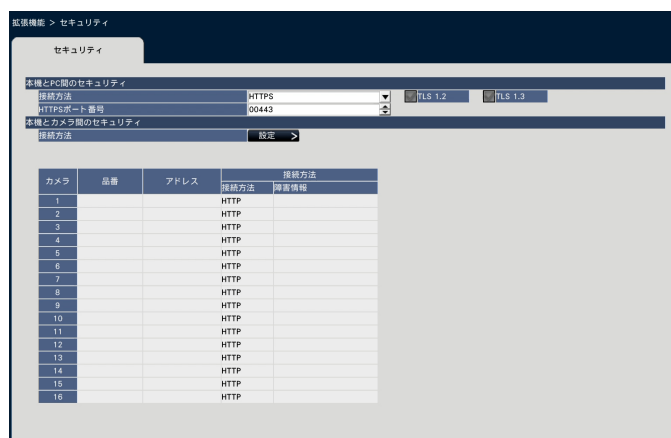 拡張機能 > セキュリティ
セキュリティ
本機とPC間のセキュリティ
接続方法 HTTPS TLS 1.2 TLS 1.3
HTTPSポート番号 00443
本機とカメラ間のセキュリティ
接続方法 設定 >
カメラ 品番 アドレス 接続方法
接続方法 障害情報
1 HTTP
2 HTTP
3 HTTP
4 HTTP
5 HTTP
6 HTTP
7 HTTP
8 HTTP
9 HTTP
10 HTTP
11 HTTP
12 HTTP
13 HTTP
14 HTTP
15 HTTP
16 HTTP